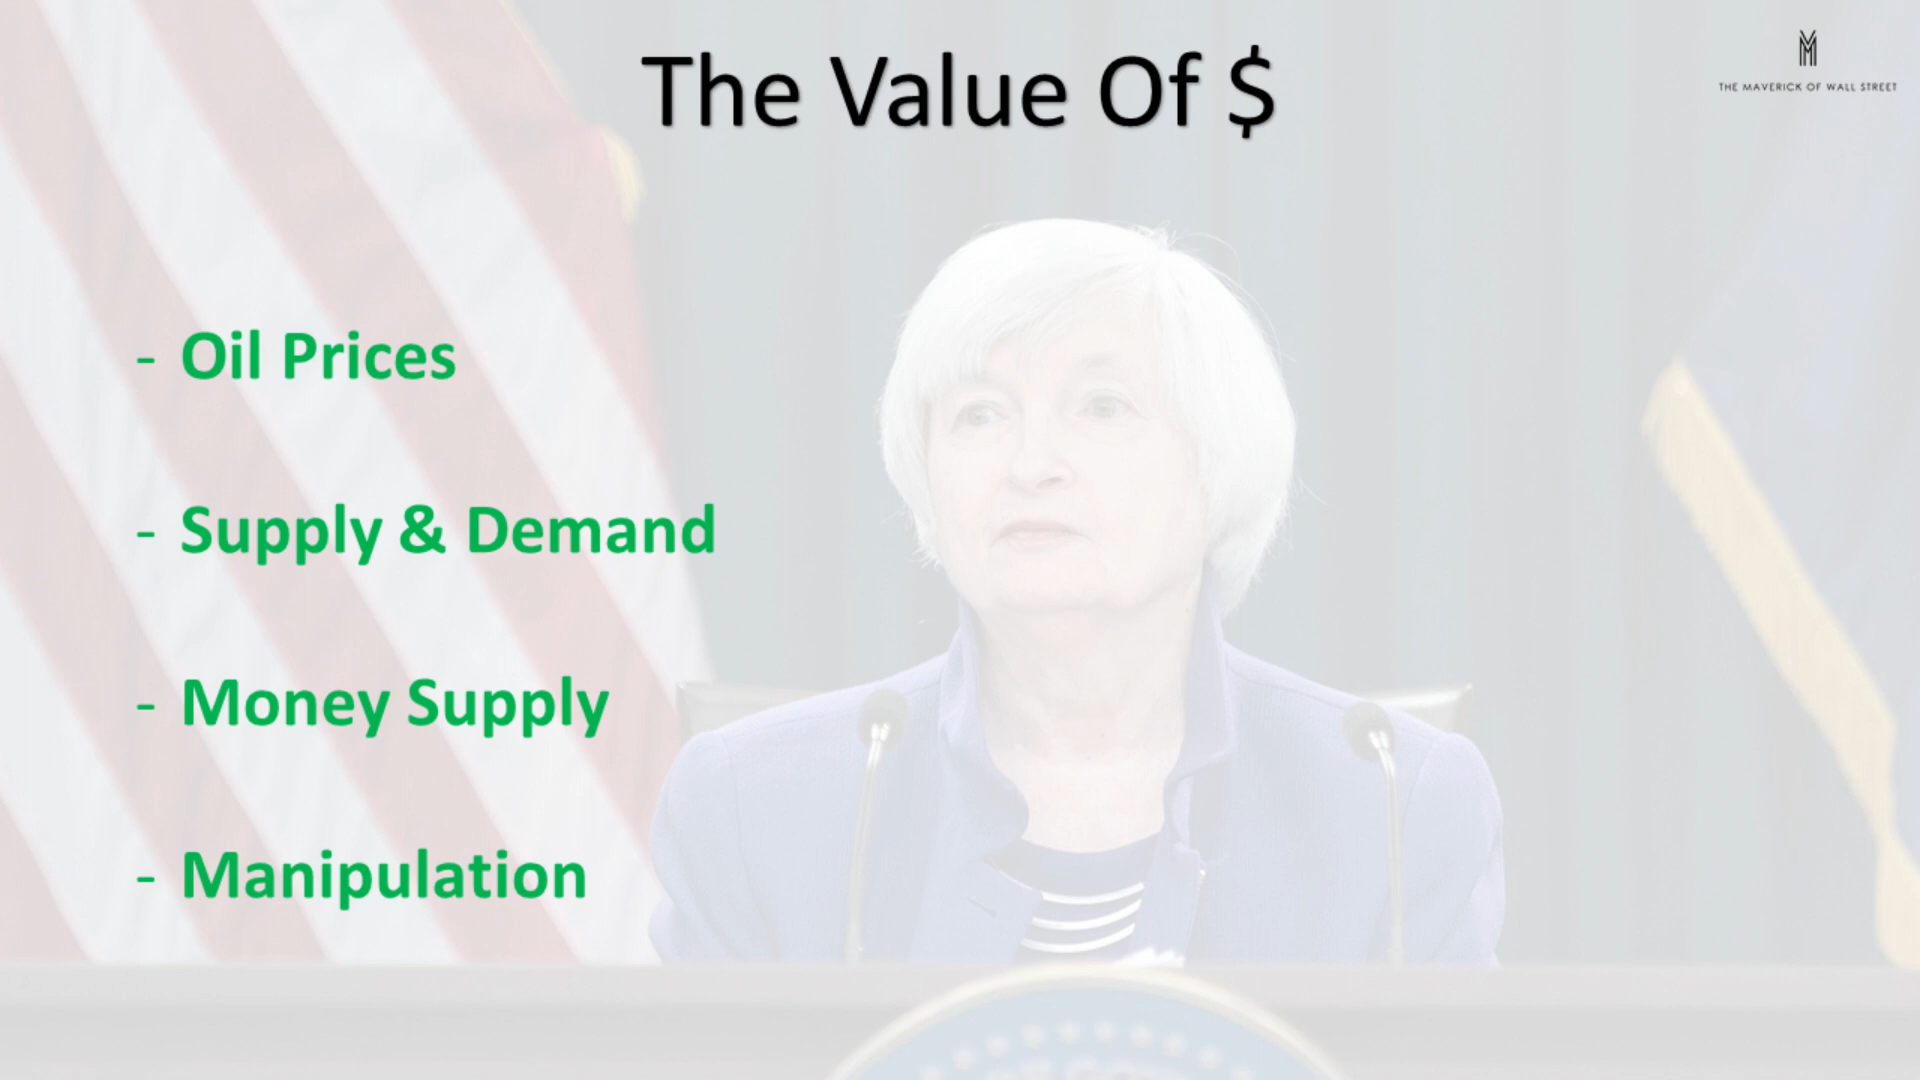 The Value Of $
THE MAVERICK OF WALL STREET
- Oil Prices
- Supply & Demand
- Money Supply
- Manipulation